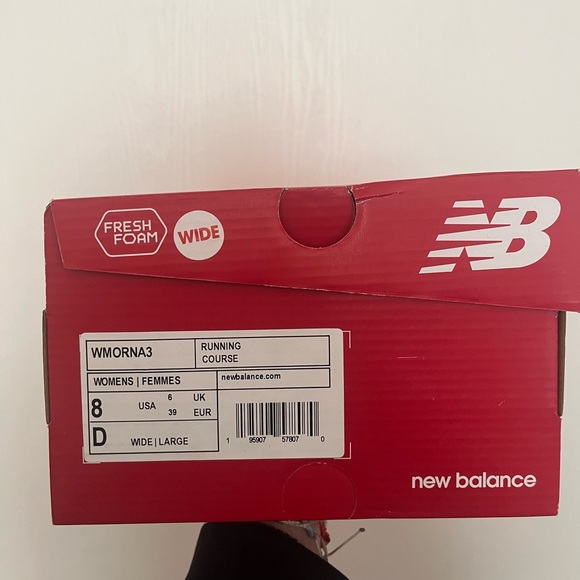 FRESH
FOAM
WIDE
NB
WMORNA3
RUNNING
COURSE
WOMENS | FEMMES
newbalance.com
8 USA 6 UK
39 EUR
D WIDE | LARGE
1 95907 57807 0
new balance